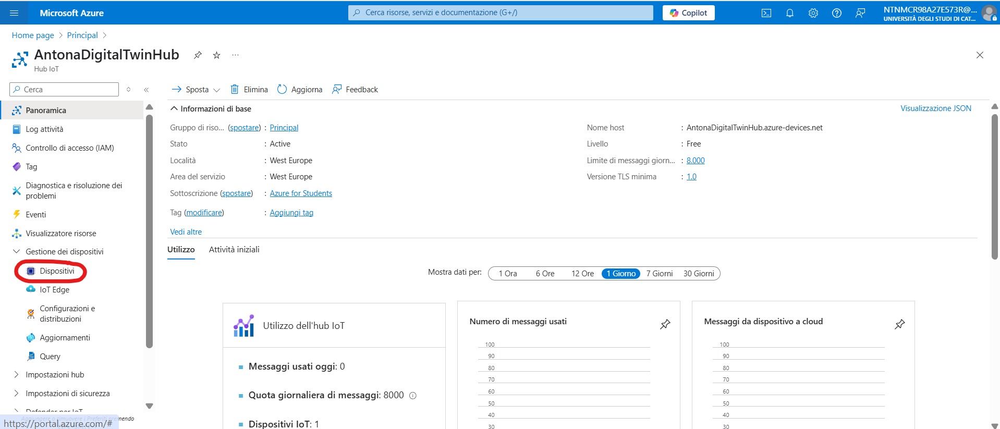 Microsoft Azure
Cerca risorse, servizi e documentazione (G+/)
Copilot
NTNMCR98A27E573R@...
UNIVERSITÀ DEGLI STUDI DI CAT...
Home page > Principal >
AntonaDigitalTwinHub
Hub IoT
Cerca
Sposta
Elimina
Aggiorna
Feedback
Panoramica
Log attività
Controllo di accesso (IAM)
Tag
Diagnostica e risoluzione dei
problemi
Eventi
Visualizzatore risorse
Gestione dei dispositivi
Dispositivi
IoT Edge
Configurazioni e
distribuzioni
Aggiornamenti
Query
Impostazioni hub
Impostazioni di sicurezza
Defender per IoT
Aggiungere o rimuovere i Preferiti premendo
https://portal.azure.com/#
Informazioni di base
Visualizzazione JSON
Gruppo di riso... (spostare) : Principal
Stato : Active
Località : West Europe
Area del servizio : West Europe
Sottoscrizione (spostare) : Azure for Students
Tag (modificare) : Aggiungi tag
Vedi altre
Nome host : AntonaDigitalTwinHub.azure-devices.net
Livello : Free
Limite di messaggi giorn... : 8.000
Versione TLS minima : 1.0
Utilizzo
Attività iniziali
Mostra dati per: 1 Ora 6 Ore 12 Ore 1 Giorno 7 Giorni 30 Giorni
Utilizzo dell'hub IoT
Messaggi usati oggi: 0
Quota giornaliera di messaggi: 8000
Dispositivi IoT: 1
Numero di messaggi usati
100
90
80
70
60
50
40
30
Messaggi da dispositivo a cloud
100
90
80
70
60
50
40
30